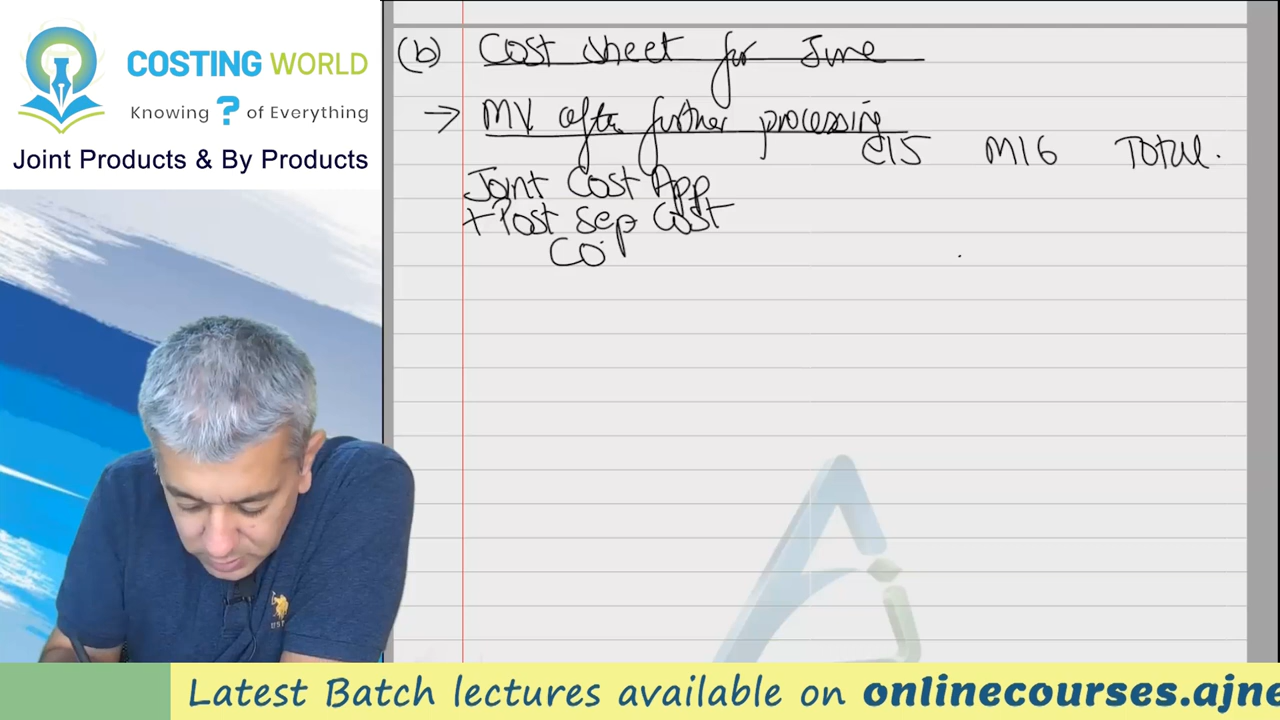 COSTING WORLD
Knowing ? of Everything
Joint Products & By Products
(b) Cost sheet for June
→ MV after further processing
C15 M16 Total.
Joint Cost App
+Post Sep Cost
CO
Latest Batch lectures available on onlinecourses.ajne